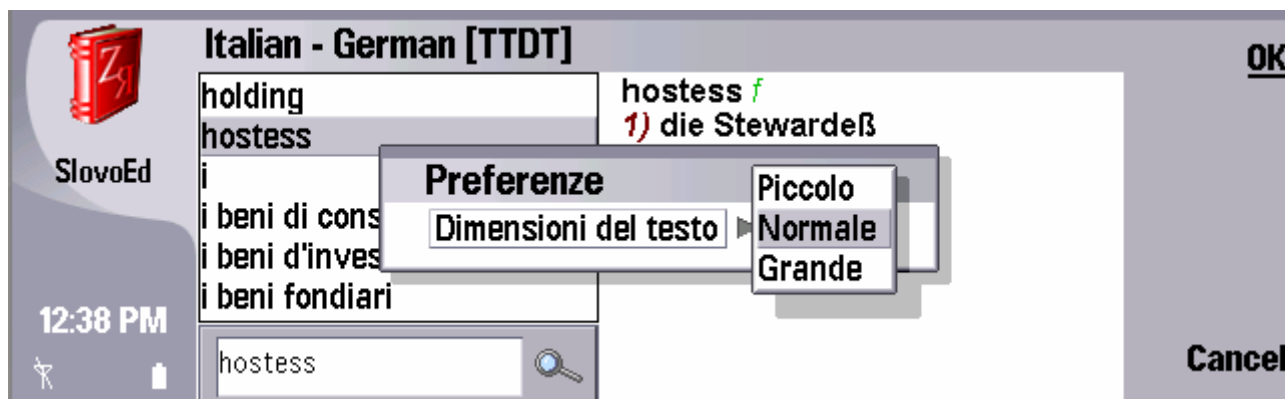 Italian - German [TTDT]
OK
SlovoEd
12:38 PM
holding
hostess
i
i beni di cons
i beni d'inves
i beni fondiari
hostess
hostess f
1) die Stewardeß
Preferenze
Dimensioni del testo
Piccolo
Normale
Grande
Cancel